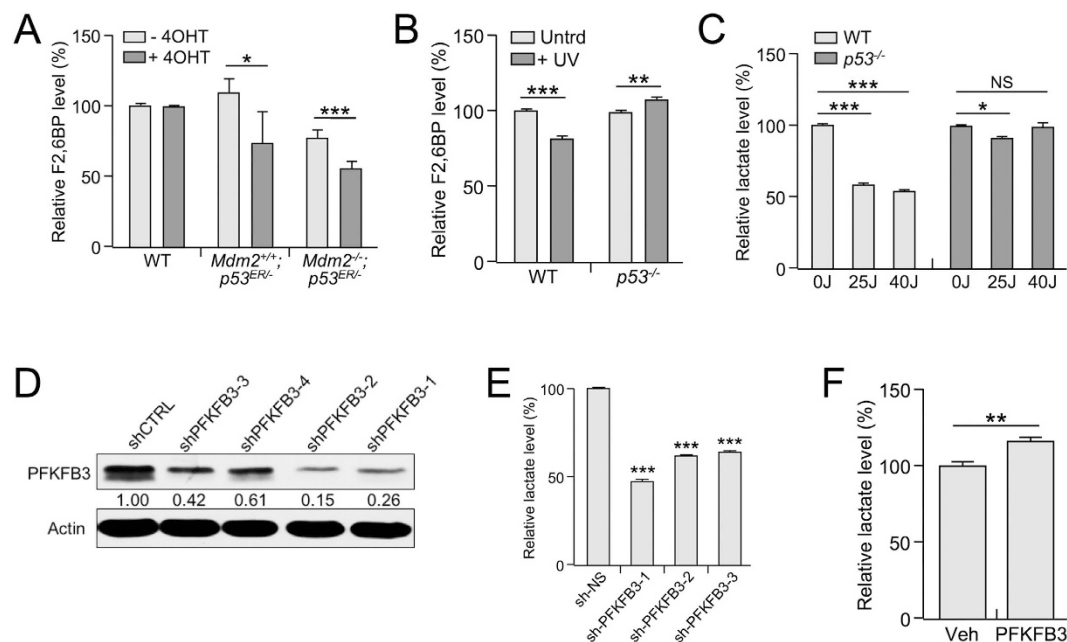 A
- 4OHT
+ 4OHT
Relative F2,6BP level (%)
150
100
50
0
*
***
WT
Mdm2+/+;
p53ER/-
Mdm2-/-;
p53ER/-
B
Untrd
+ UV
Relative F2,6BP level (%)
150
100
50
0
***
**
WT
p53-/-
C
WT
p53-/-
Relative lactate level (%)
150
100
50
0
***
***
NS
*
0J 25J 40J 0J 25J 40J
D
shCTRL
shPFKFB3-3
shPFKFB3-4
shPFKFB3-2
shPFKFB3-1
PFKFB3
1.00 0.42 0.61 0.15 0.26
Actin
E
Relative lactate level (%)
100
50
0
***
***
***
sh-NS
sh-PFKFB3-1
sh-PFKFB3-2
sh-PFKFB3-3
F
Relative lactate level (%)
150
100
50
0
**
Veh PFKFB3